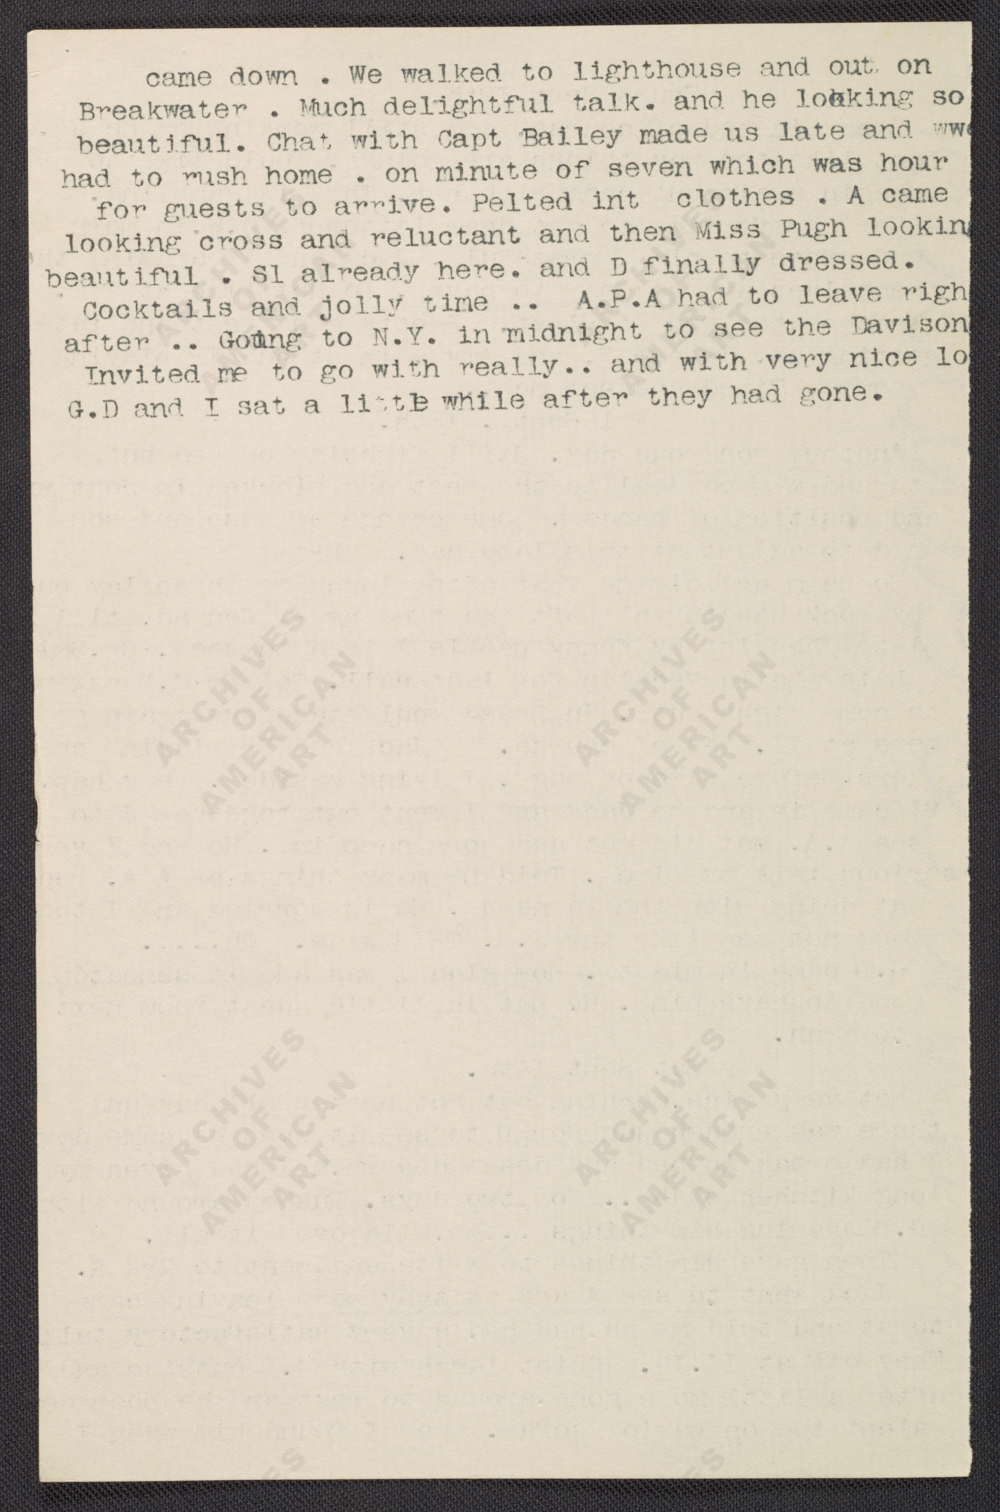 came down . We walked to lighthouse and out on
Breakwater . Much delightful talk. and he looking so
beautiful. Chat with Capt Bailey made us late and wwe
had to rush home . on minute of seven which was hour
for guests to arrive. Pelted int clothes . A came
looking cross and reluctant and then Miss Pugh lookin
beautiful . Sl already here. and D finally dressed.
Cocktails and jolly time .. A.P.A had to leave righ
after .. Going to N.Y. in midnight to see the Davison
Invited me to go with really.. and with very nice lo
G.D and I sat a little while after they had gone.
ARCHIVES OF AMERICAN ART
ARCHIVES OF AMERICAN ART
ARCHIVES OF AMERICAN ART
ARCHIVES OF AMERICAN ART